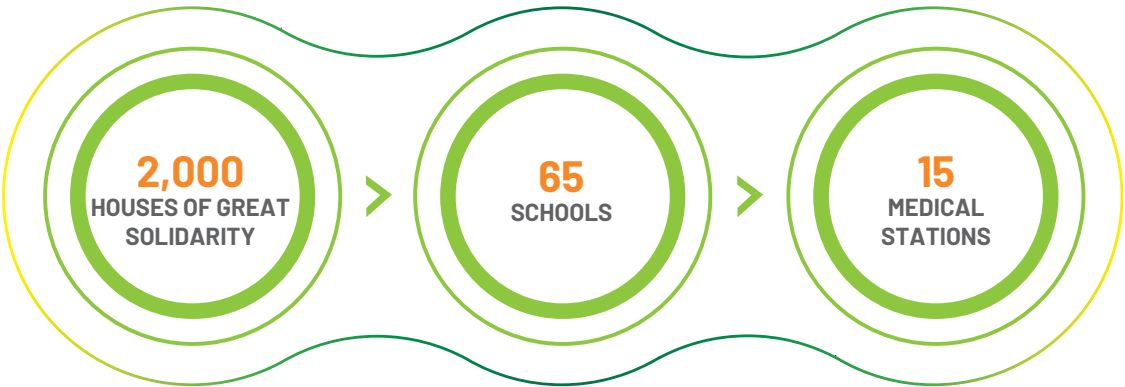 2,000
HOUSES OF GREAT
SOLIDARITY
65
SCHOOLS
15
MEDICAL
STATIONS